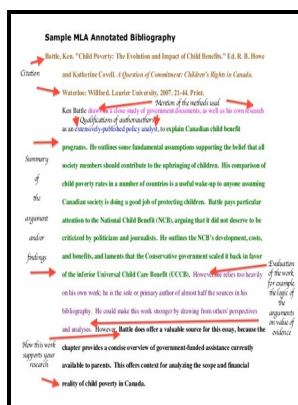 Sample MLA Annotated Bibliography
Battle, Ken. "Child Poverty: The Evolution and Impact of Child Benefits." Ed. R. B. Howe
Citation
and Katherine Covell. A Question of Commitment: Children's Rights in Canada.
Waterloo: Wilfred. Laurier University, 2007. 21-44. Print.
Mention of the methods used
Ken Battle draws on a close study of government documents, as well as his own research
Qualifications of author/authors
as an extensively-published policy analyst, to explain Canadian child benefit
programs. He outlines some fundamental assumptions supporting the belief that all
Summary
of
the
argument
and/or
findings
society members should contribute to the upbringing of children. His comparison of
child poverty rates in a number of countries is a useful wake-up to anyone assuming
Canadian society is doing a good job of protecting children. Battle pays particular
attention to the National Child Benefit (NCB), arguing that it did not deserve to be
criticized by politicians and journalists. He outlines the NCB's development, costs,
and benefits, and laments that the Conservative government scaled it back in favor
of the inferior Universal Child Care Benefit (UCCB). However he relies too heavily
Evaluation
of the work,
for example,
the logic of
the
arguments
on value of
evidence
on his own work; he is the sole or primary author of almost half the sources in his
bibliography. He could make this work stronger by drawing from others' perspectives
and analyses. However, Battle does offer a valuable source for this essay, because the
How this work
supports your
research
chapter provides a concise overview of government-funded assistance currently
available to parents. This offers context for analyzing the scope and financial
reality of child poverty in Canada.